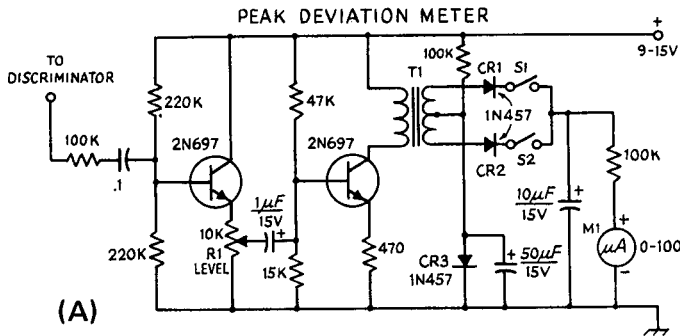 PEAK DEVIATION METER
+
9-15V
TO
DISCRIMINATOR
100K
.1
220K
220K
2N697
10K
R1
LEVEL
1µF
15V
+
47K
15K
2N697
470
T1
100K
CR1
S1
1N457
CR2
S2
CR3
1N457
+
50µF
15V
10µF
15V
+
100K
M1
+
µA
-
0-100
(A)